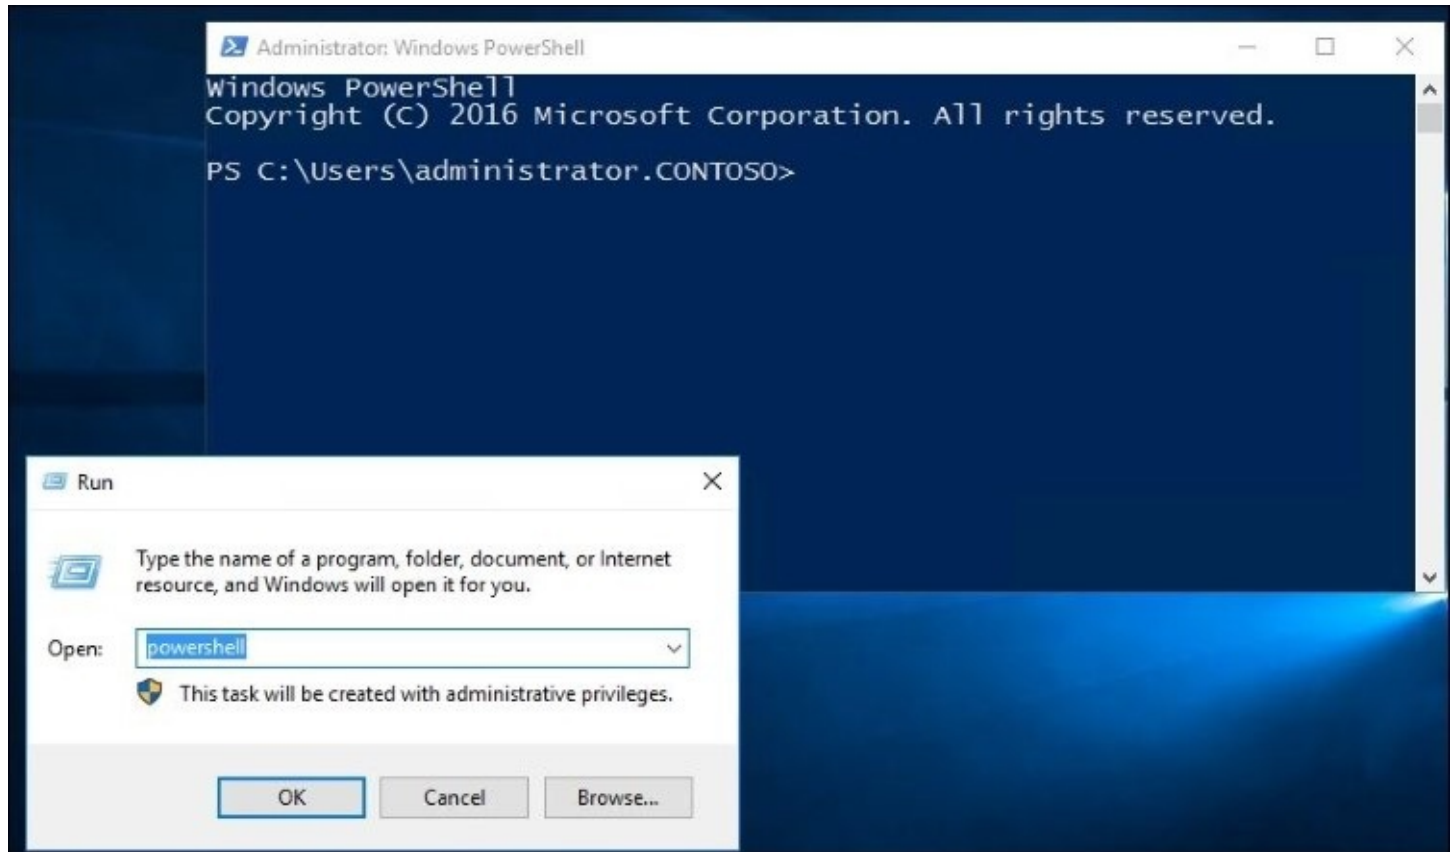 Administrator: Windows PowerShell
Windows PowerShell
Copyright (C) 2016 Microsoft Corporation. All rights reserved.
PS C:\Users\administrator.CONTOSO>
Run
Type the name of a program, folder, document, or Internet
resource, and Windows will open it for you.
Open: powershell
This task will be created with administrative privileges.
OK Cancel Browse...